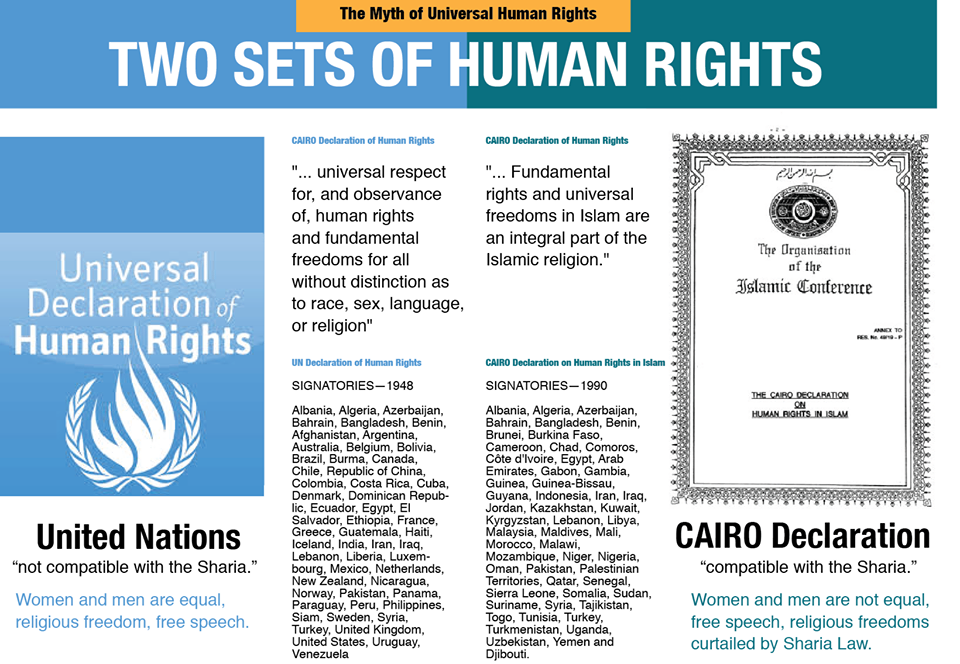 The Myth of Universal Human Rights
TWO SETS OF HUMAN RIGHTS
Universal
Declaration of
Human Rights
United Nations
“not compatible with the Sharia.”
Women and men are equal,
religious freedom, free speech.
CAIRO Declaration of Human Rights
"... universal respect
for, and observance
of, human rights
and fundamental
freedoms for all
without distinction as
to race, sex, language,
or religion"
UN Declaration of Human Rights
SIGNATORIES—1948
Albania, Algeria, Azerbaijan,
Bahrain, Bangladesh, Benin,
Afghanistan, Argentina,
Australia, Belgium, Bolivia,
Brazil, Burma, Canada,
Chile, Republic of China,
Colombia, Costa Rica, Cuba,
Denmark, Dominican Repub-
lic, Ecuador, Egypt, El
Salvador, Ethiopia, France,
Greece, Guatemala, Haiti,
Iceland, India, Iran, Iraq,
Lebanon, Liberia, Luxem-
bourg, Mexico, Netherlands,
New Zealand, Nicaragua,
Norway, Pakistan, Panama,
Paraguay, Peru, Philippines,
Siam, Sweden, Syria,
Turkey, United Kingdom,
United States, Uruguay,
Venezuela
CAIRO Declaration of Human Rights
"... Fundamental
rights and universal
freedoms in Islam are
an integral part of the
Islamic religion."
CAIRO Declaration on Human Rights in Islam
SIGNATORIES—1990
Albania, Algeria, Azerbaijan,
Bahrain, Bangladesh, Benin,
Brunei, Burkina Faso,
Cameroon, Chad, Comoros,
Côte d'Ivoire, Egypt, Arab
Emirates, Gabon, Gambia,
Guinea, Guinea-Bissau,
Guyana, Indonesia, Iran, Iraq,
Jordan, Kazakhstan, Kuwait,
Kyrgyzstan, Lebanon, Libya,
Malaysia, Maldives, Mali,
Morocco, Malawi,
Mozambique, Niger, Nigeria,
Oman, Pakistan, Palestinian
Territories, Qatar, Senegal,
Sierra Leone, Somalia, Sudan,
Suriname, Syria, Tajikistan,
Togo, Tunisia, Turkey,
Turkmenistan, Uganda,
Uzbekistan, Yemen and
Djibouti.
- 2 -
بسم الله الرحمن الرحيم
The Organisation
of the
Islamic Conference
ANNEX TO
RES. No. 49/19 - P
THE CAIRO DECLARATION
ON
HUMAN RIGHTS IN ISLAM
CAIRO Declaration
“compatible with the Sharia.”
Women and men are not equal,
free speech, religious freedoms
curtailed by Sharia Law.